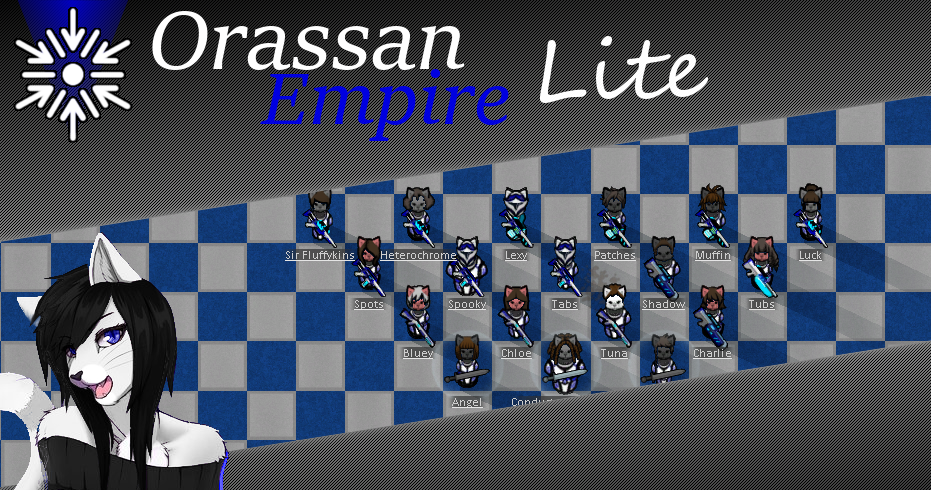 Orassan
Empire
Lite
Sir Fluffykins
Heterochrome
Lexy
Patches
Muffin
Luck
Spots
Spooky
Tabs
Shadow
Tubs
Bluey
Chloe
Tuna
Charlie
Angel